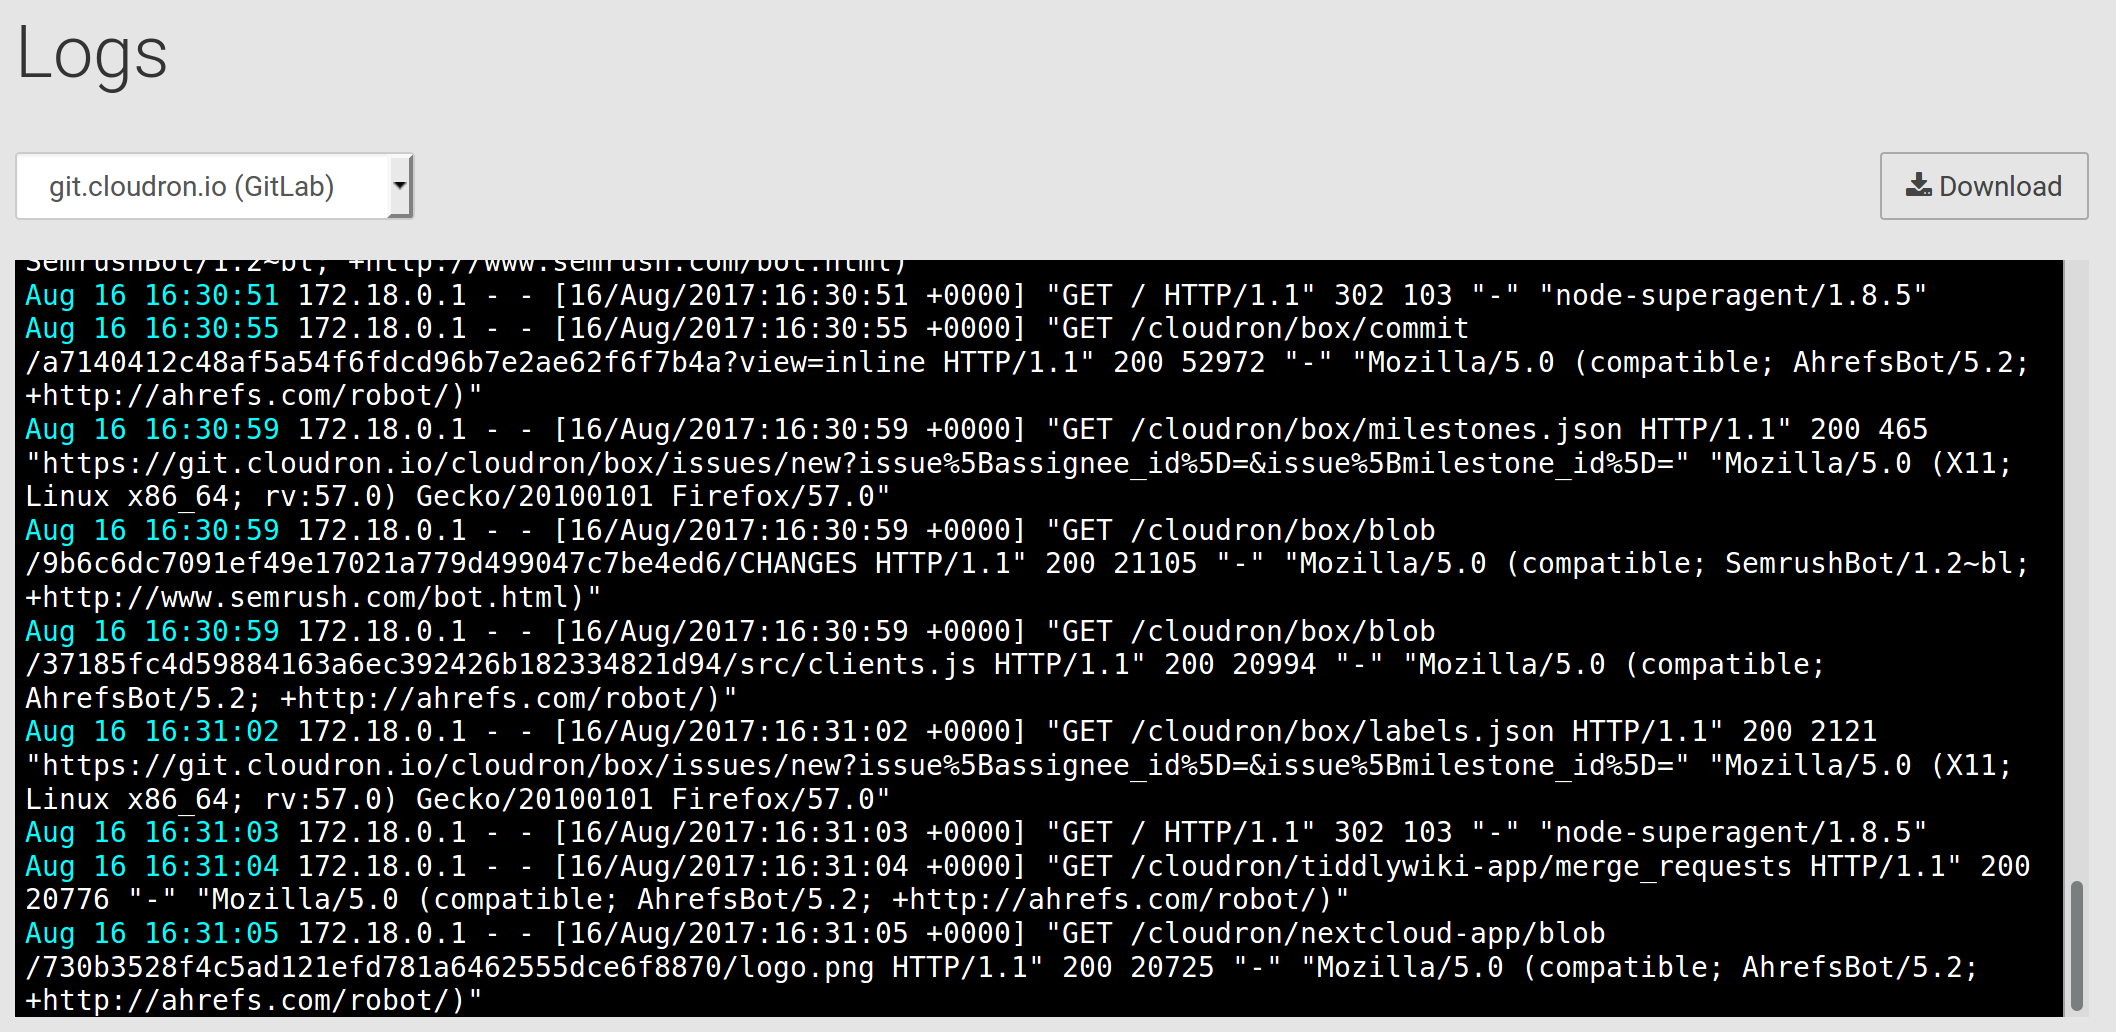 Logs
git.cloudron.io (GitLab)
Download
SemrushBot/1.2~bl; +http://www.semrush.com/bot.html)
Aug 16 16:30:51 172.18.0.1 - - [16/Aug/2017:16:30:51 +0000] "GET / HTTP/1.1" 302 103 "-" "node-superagent/1.8.5"
Aug 16 16:30:55 172.18.0.1 - - [16/Aug/2017:16:30:55 +0000] "GET /cloudron/box/commit
/a7140412c48af5a54f6fdcd96b7e2ae62f6f7b4a?view=inline HTTP/1.1" 200 52972 "-" "Mozilla/5.0 (compatible; AhrefsBot/5.2;
+http://ahrefs.com/robot/)"
Aug 16 16:30:59 172.18.0.1 - - [16/Aug/2017:16:30:59 +0000] "GET /cloudron/box/milestones.json HTTP/1.1" 200 465
"https://git.cloudron.io/cloudron/box/issues/new?issue%5Bassignee_id%5D=&issue%5Bmilestone_id%5D=" "Mozilla/5.0 (X11;
Linux x86_64; rv:57.0) Gecko/20100101 Firefox/57.0"
Aug 16 16:30:59 172.18.0.1 - - [16/Aug/2017:16:30:59 +0000] "GET /cloudron/box/blob
/9b6c6dc7091ef49e17021a779d499047c7be4ed6/CHANGES HTTP/1.1" 200 21105 "-" "Mozilla/5.0 (compatible; SemrushBot/1.2~bl;
+http://www.semrush.com/bot.html)"
Aug 16 16:30:59 172.18.0.1 - - [16/Aug/2017:16:30:59 +0000] "GET /cloudron/box/blob
/37185fc4d59884163a6ec392426b182334821d94/src/clients.js HTTP/1.1" 200 20994 "-" "Mozilla/5.0 (compatible;
AhrefsBot/5.2; +http://ahrefs.com/robot/)"
Aug 16 16:31:02 172.18.0.1 - - [16/Aug/2017:16:31:02 +0000] "GET /cloudron/box/labels.json HTTP/1.1" 200 2121
"https://git.cloudron.io/cloudron/box/issues/new?issue%5Bassignee_id%5D=&issue%5Bmilestone_id%5D=" "Mozilla/5.0 (X11;
Linux x86_64; rv:57.0) Gecko/20100101 Firefox/57.0"
Aug 16 16:31:03 172.18.0.1 - - [16/Aug/2017:16:31:03 +0000] "GET / HTTP/1.1" 302 103 "-" "node-superagent/1.8.5"
Aug 16 16:31:04 172.18.0.1 - - [16/Aug/2017:16:31:04 +0000] "GET /cloudron/tiddlywiki-app/merge_requests HTTP/1.1" 200
20776 "-" "Mozilla/5.0 (compatible; AhrefsBot/5.2; +http://ahrefs.com/robot/)"
Aug 16 16:31:05 172.18.0.1 - - [16/Aug/2017:16:31:05 +0000] "GET /cloudron/nextcloud-app/blob
/730b3528f4c5ad121efd781a6462555dce6f8870/logo.png HTTP/1.1" 200 20725 "-" "Mozilla/5.0 (compatible; AhrefsBot/5.2;
+http://ahrefs.com/robot/)"